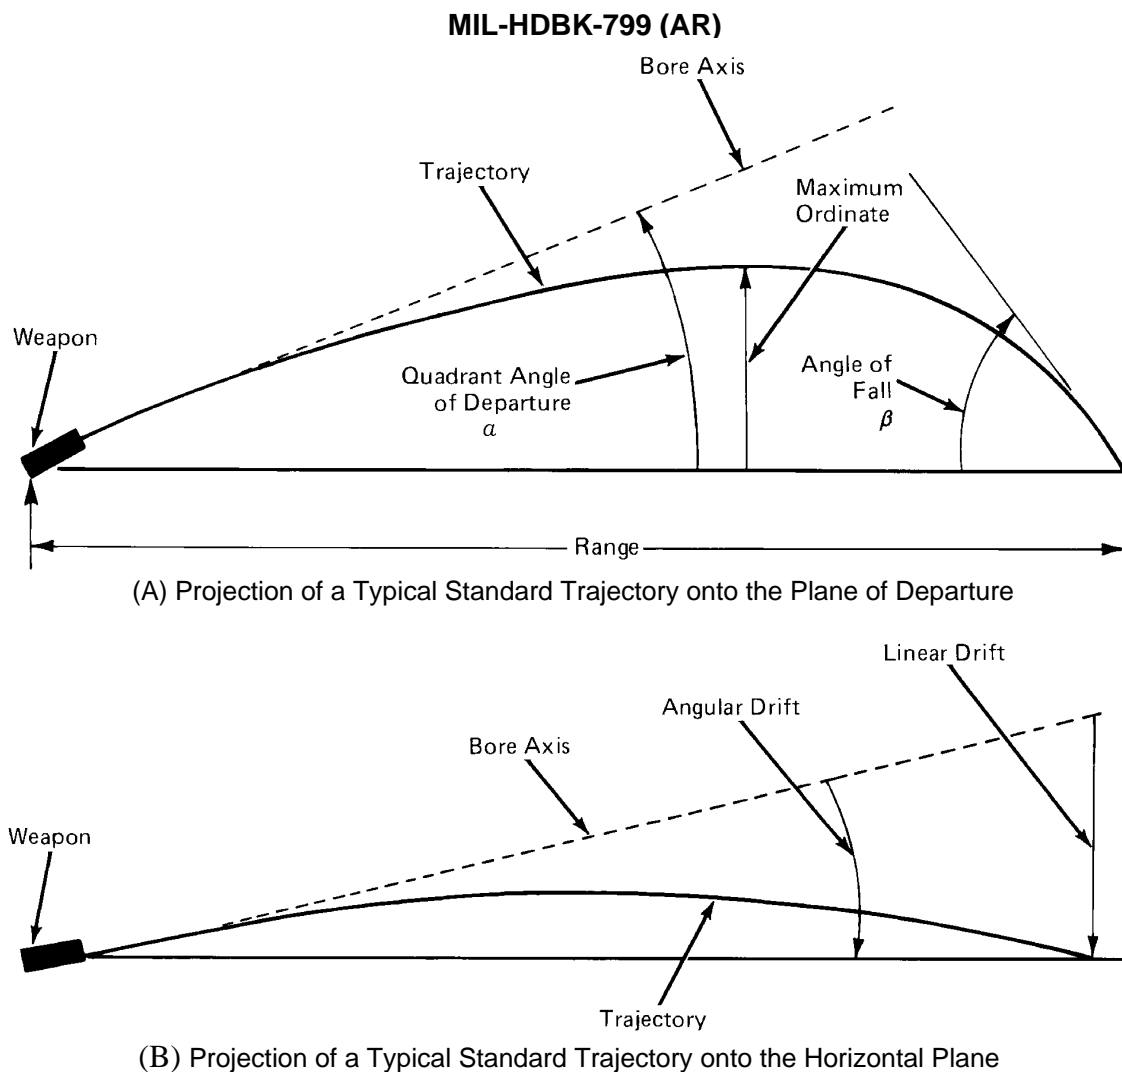 MIL-HDBK-799 (AR)
Bore Axis
Trajectory
Maximum
Ordinate
Weapon
Quadrant Angle
of Departure
α
Angle of
Fall
β
Range
(A) Projection of a Typical Standard Trajectory onto the Plane of Departure
Linear Drift
Angular Drift
Bore Axis
Weapon
Trajectory
(B) Projection of a Typical Standard Trajectory onto the Horizontal Plane